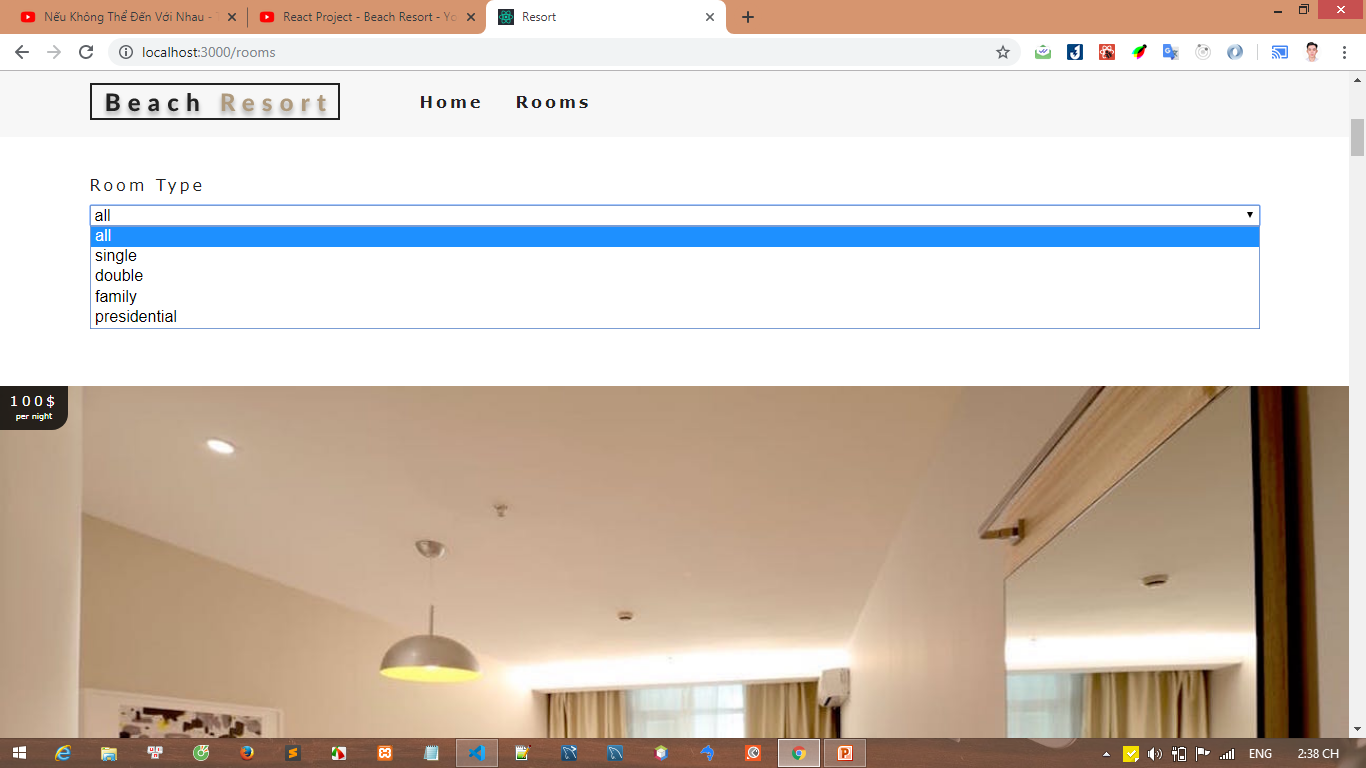 Nếu Không Thể Đến Với Nhau -
React Project - Beach Resort - Yo
Resort
localhost:3000/rooms
Beach Resort
Home
Rooms
Room Type
all
all
single
double
family
presidential
100$
per night
ENG
2:38 CH